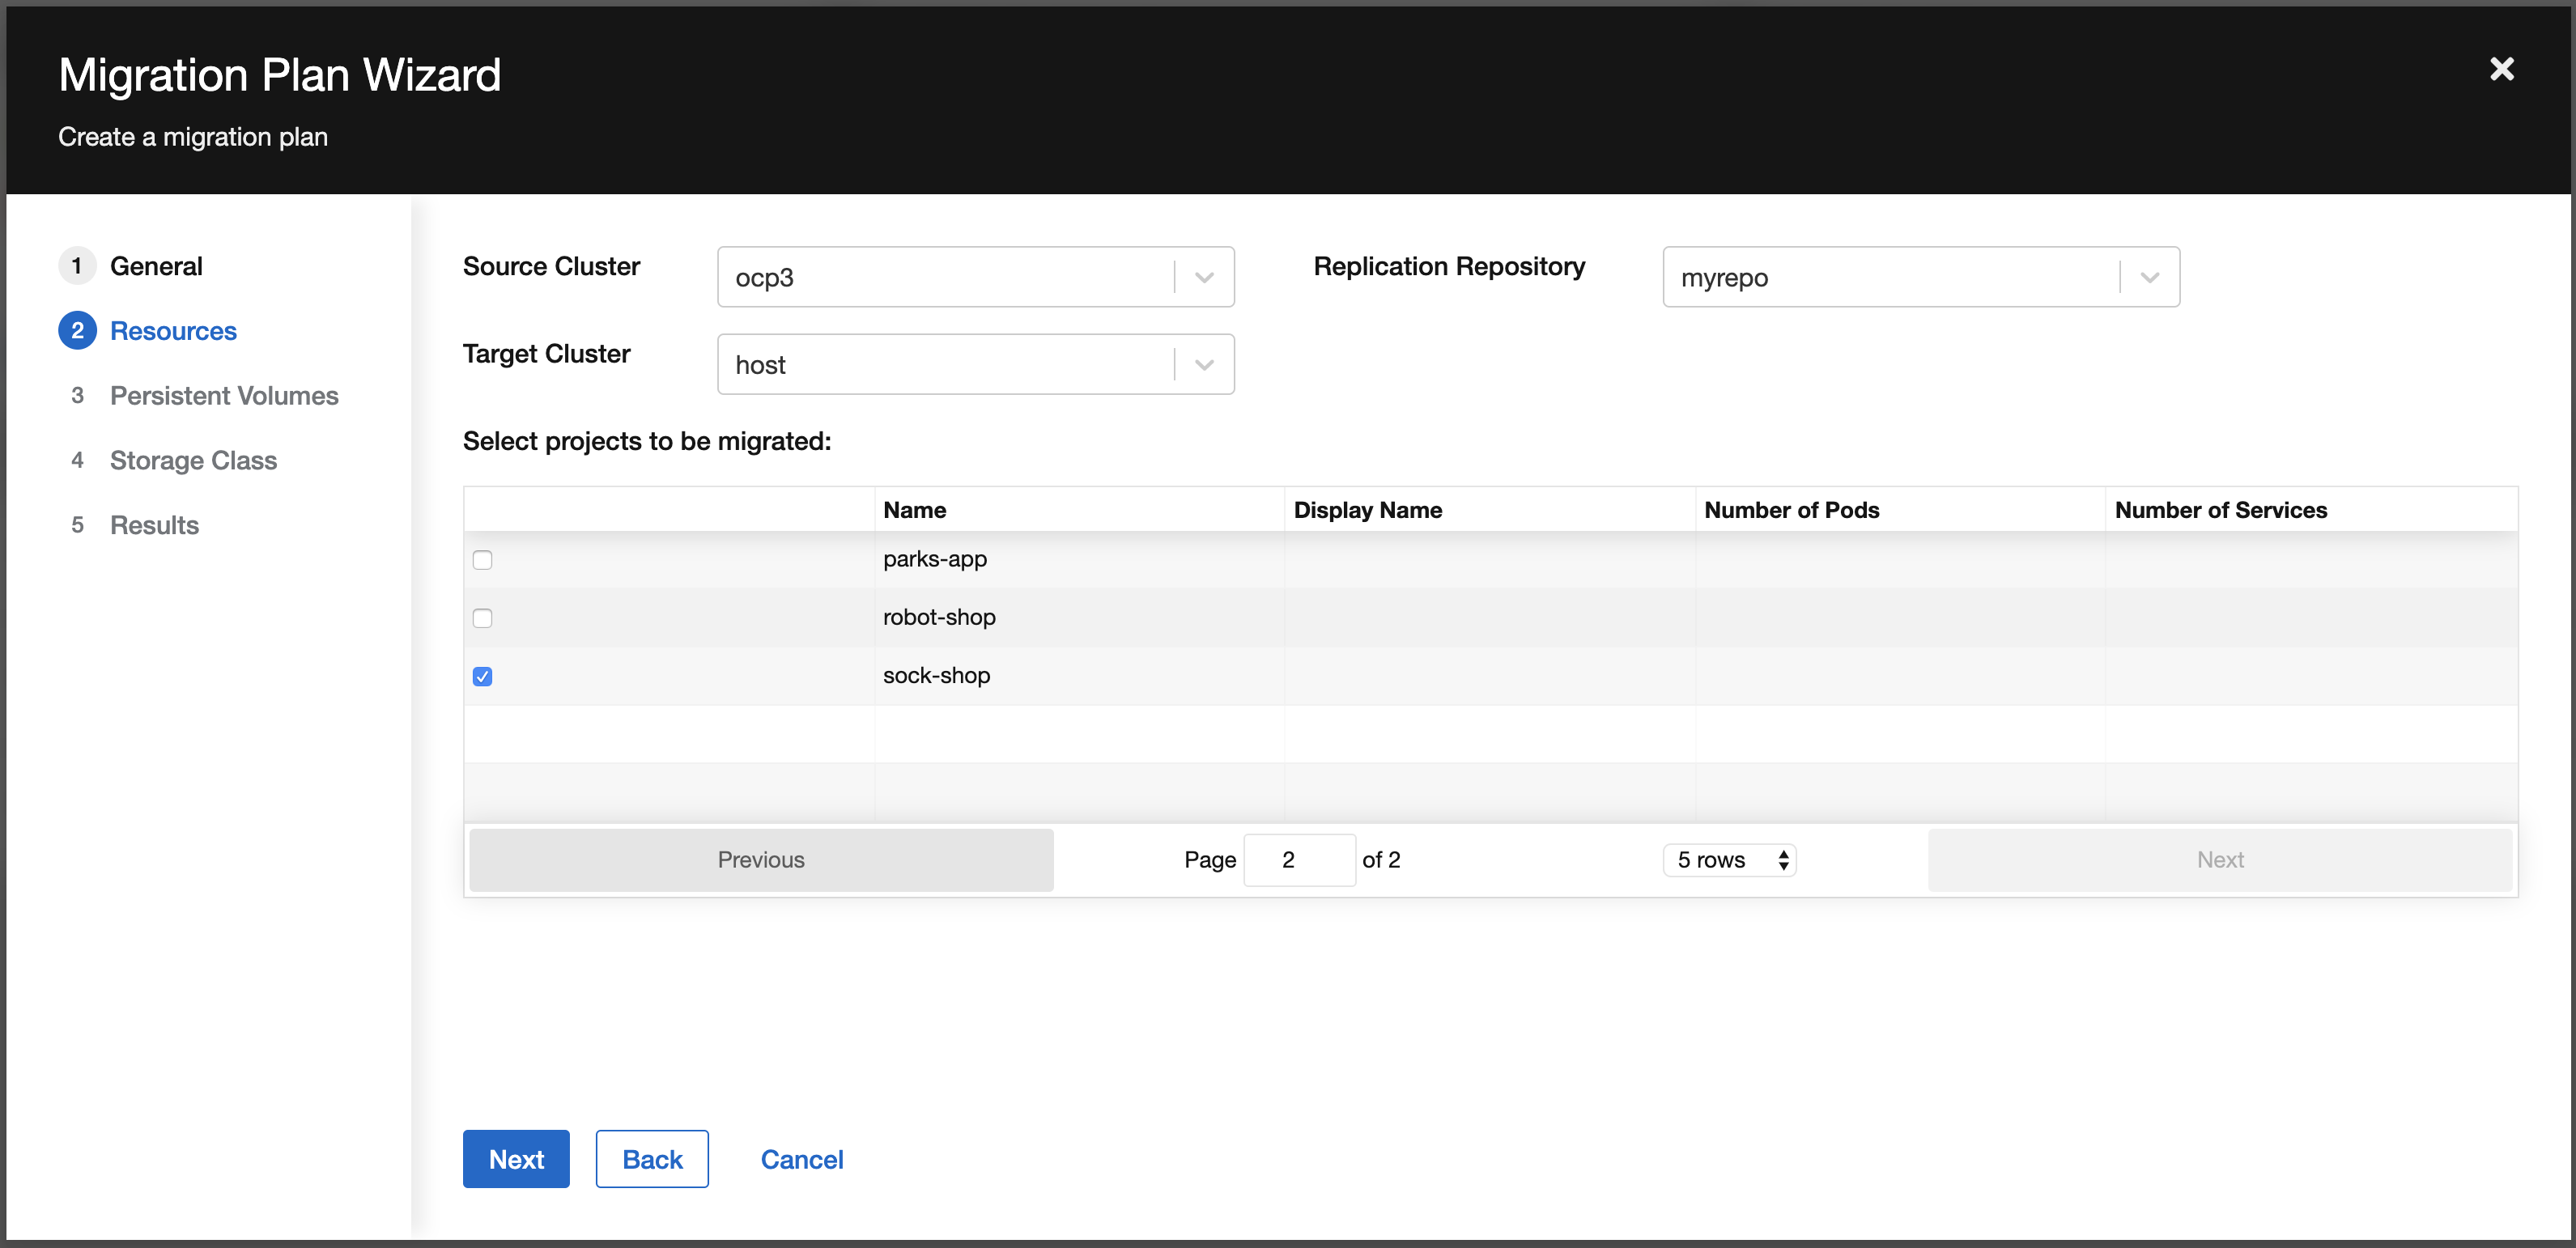 Migration Plan Wizard
Create a migration plan
1 General
2 Resources
3 Persistent Volumes
4 Storage Class
5 Results
Source Cluster ocp3 Replication Repository myrepo
Target Cluster host
Select projects to be migrated:
Name Display Name Number of Pods Number of Services
parks-app
robot-shop
sock-shop
Previous Page 2 of 2 5 rows Next
Next Back Cancel